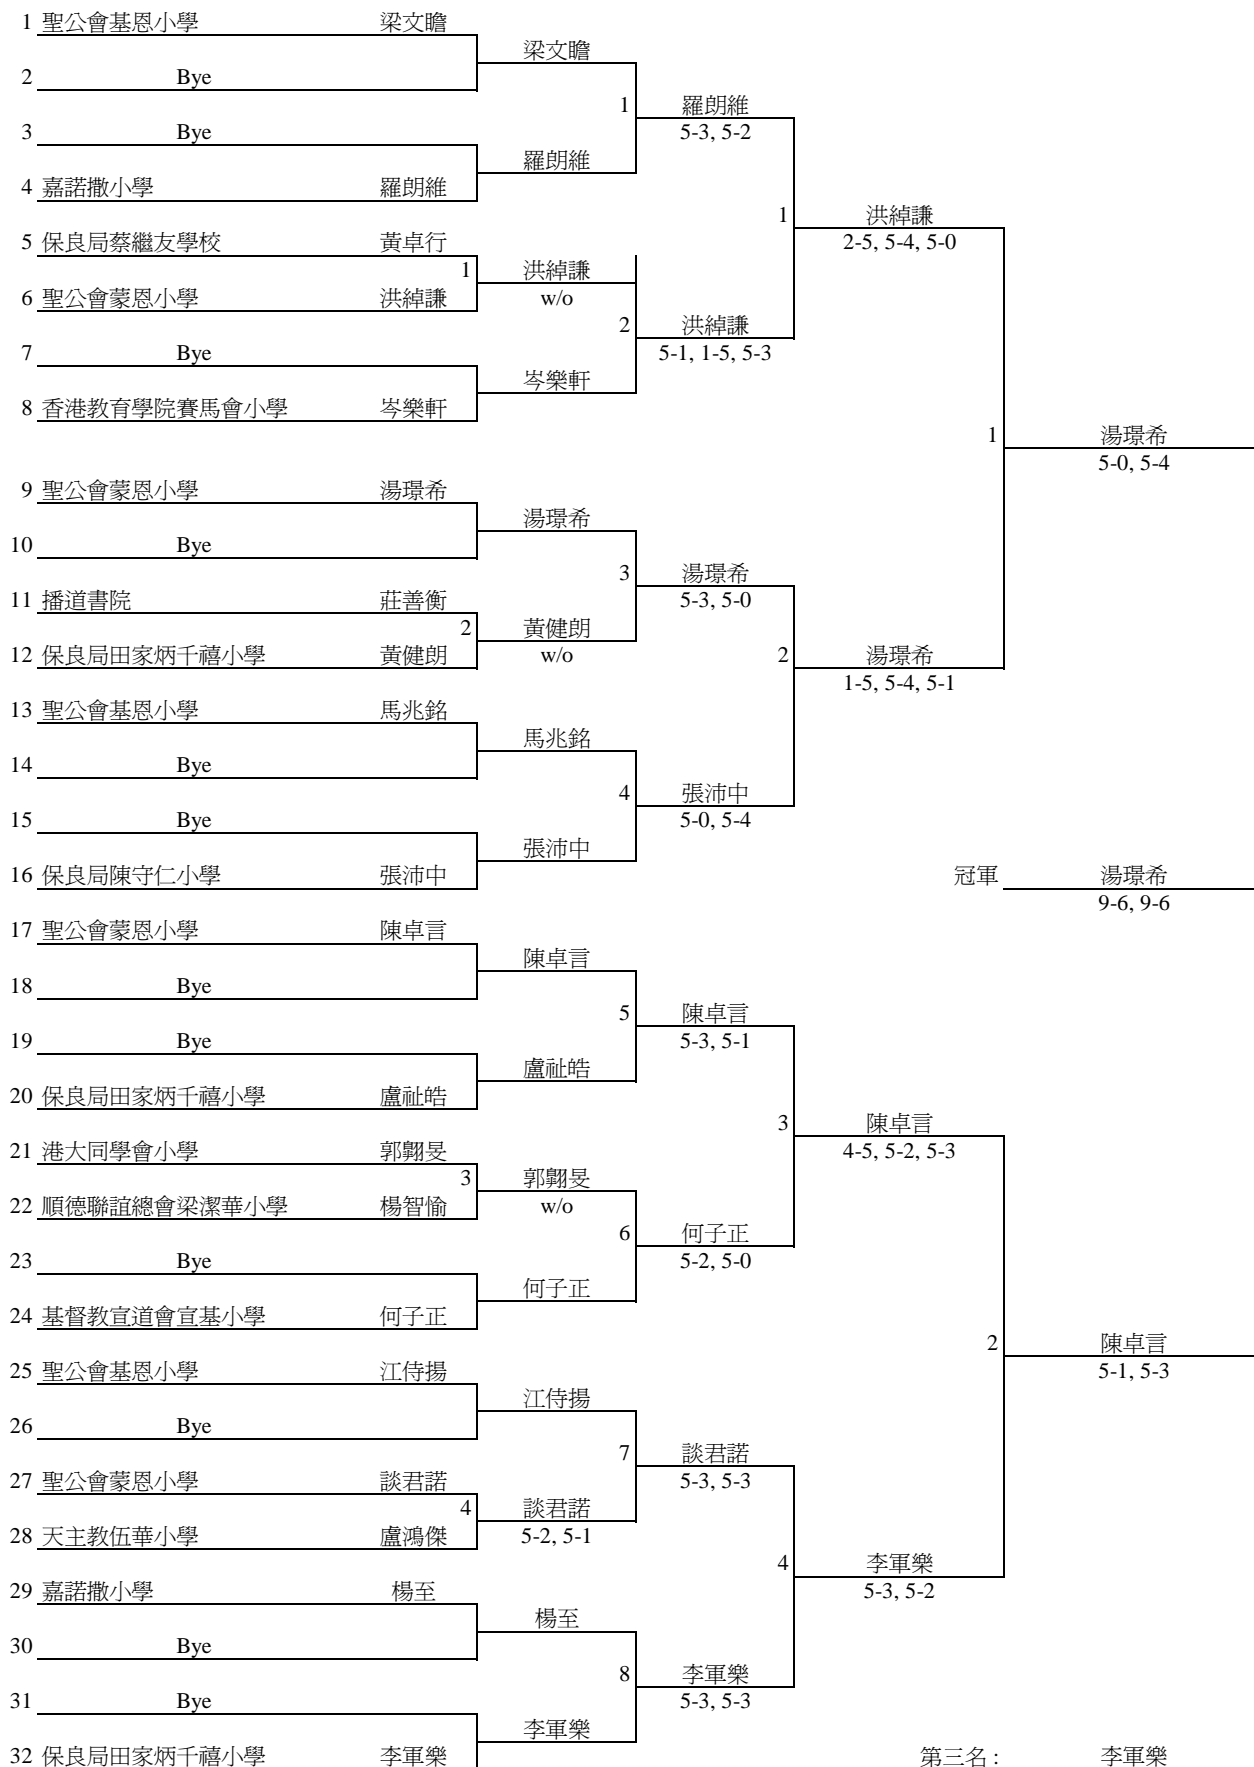 1 聖公會基恩小學 梁文瞻
梁文瞻
2 Bye
1 羅朗維
5-3, 5-2
3 Bye
羅朗維
4 嘉諾撒小學 羅朗維
1 洪綽謙
2-5, 5-4, 5-0
5 保良局蔡繼友學校 黃卓行
1 洪綽謙
w/o
6 聖公會蒙恩小學 洪綽謙
2 洪綽謙
5-1, 1-5, 5-3
7 Bye
岑樂軒
8 香港教育學院賽馬會小學 岑樂軒
1 湯璟希
5-0, 5-4
9 聖公會蒙恩小學 湯璟希
湯璟希
10 Bye
3 湯璟希
5-3, 5-0
11 播道書院 莊善衡
2 黃健朗
w/o
12 保良局田家炳千禧小學 黃健朗
2 湯璟希
1-5, 5-4, 5-1
13 聖公會基恩小學 馬兆銘
馬兆銘
14 Bye
4 張沛中
5-0, 5-4
15 Bye
張沛中
16 保良局陳守仁小學 張沛中
冠軍 湯璟希
9-6, 9-6
17 聖公會蒙恩小學 陳卓言
陳卓言
18 Bye
5 陳卓言
5-3, 5-1
19 Bye
盧祉皓
20 保良局田家炳千禧小學 盧祉皓
3 陳卓言
4-5, 5-2, 5-3
21 港大同學會小學 郭翾旻
3 郭翾旻
w/o
22 順德聯誼總會梁潔華小學 楊智愉
6 何子正
5-2, 5-0
23 Bye
何子正
24 基督教宣道會宣基小學 何子正
2 陳卓言
5-1, 5-3
25 聖公會基恩小學 江侍揚
江侍揚
26 Bye
7 談君諾
5-3, 5-3
27 聖公會蒙恩小學 談君諾
4 談君諾
5-2, 5-1
28 天主教伍華小學 盧鴻傑
4 李軍樂
5-3, 5-2
29 嘉諾撒小學 楊至
楊至
30 Bye
8 李軍樂
5-3, 5-3
31 Bye
李軍樂
32 保良局田家炳千禧小學 李軍樂
第三名 : 李軍樂